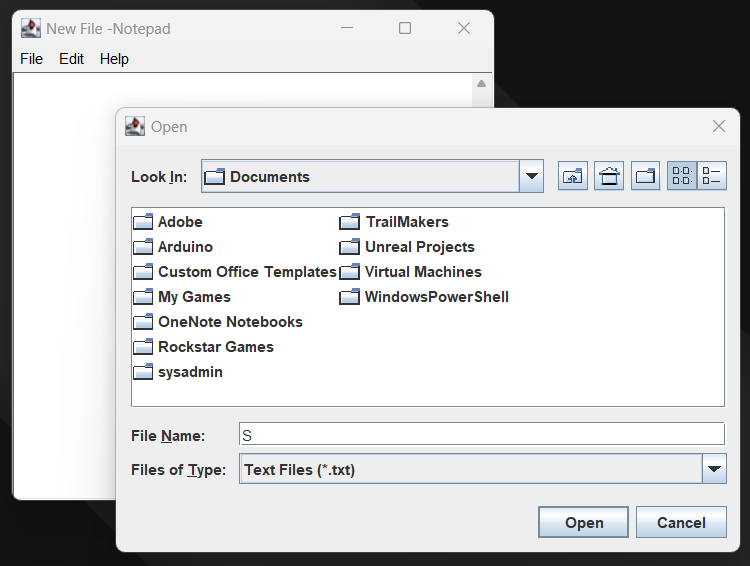 New File -Notepad
File Edit Help
Open
Look In: Documents
Adobe
Arduino
Custom Office Templates
My Games
OneNote Notebooks
Rockstar Games
sysadmin
TrailMakers
Unreal Projects
Virtual Machines
WindowsPowerShell
File Name: S
Files of Type: Text Files (*.txt)
Open Cancel